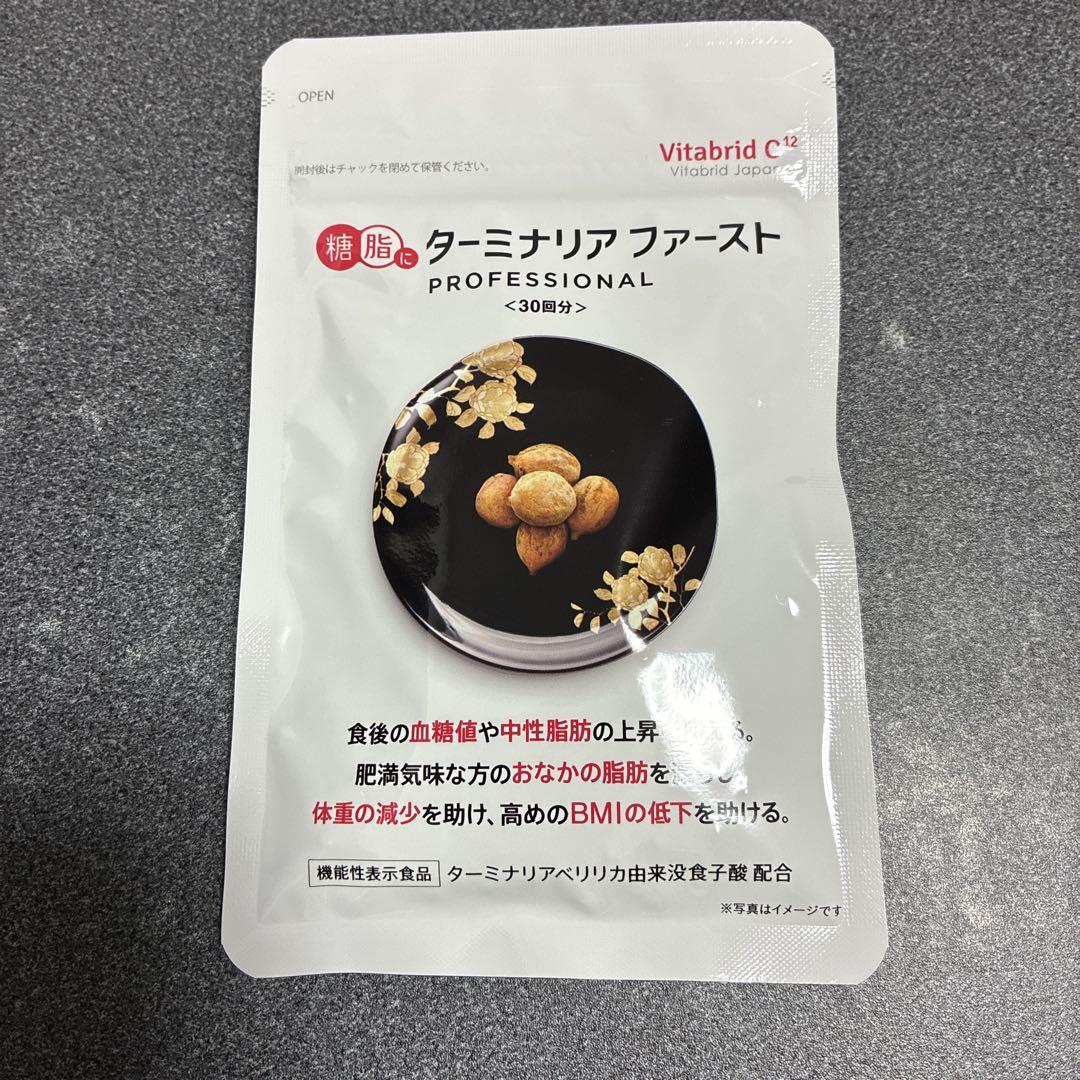 OPEN
開封後はチャックを閉めて保管ください。
Vitabrid C¹²
Vitabrid Japan
糖脂に ターミナリア ファースト
PROFESSIONAL
<30回分>
食後の血糖値や中性脂肪の上昇
肥満気味な方のおなかの脂肪を
体重の減少を助け、高めのBMIの低下を助ける。
機能性表示食品 ターミナリアベリリカ由来没食子酸 配合
※写真はイメージです